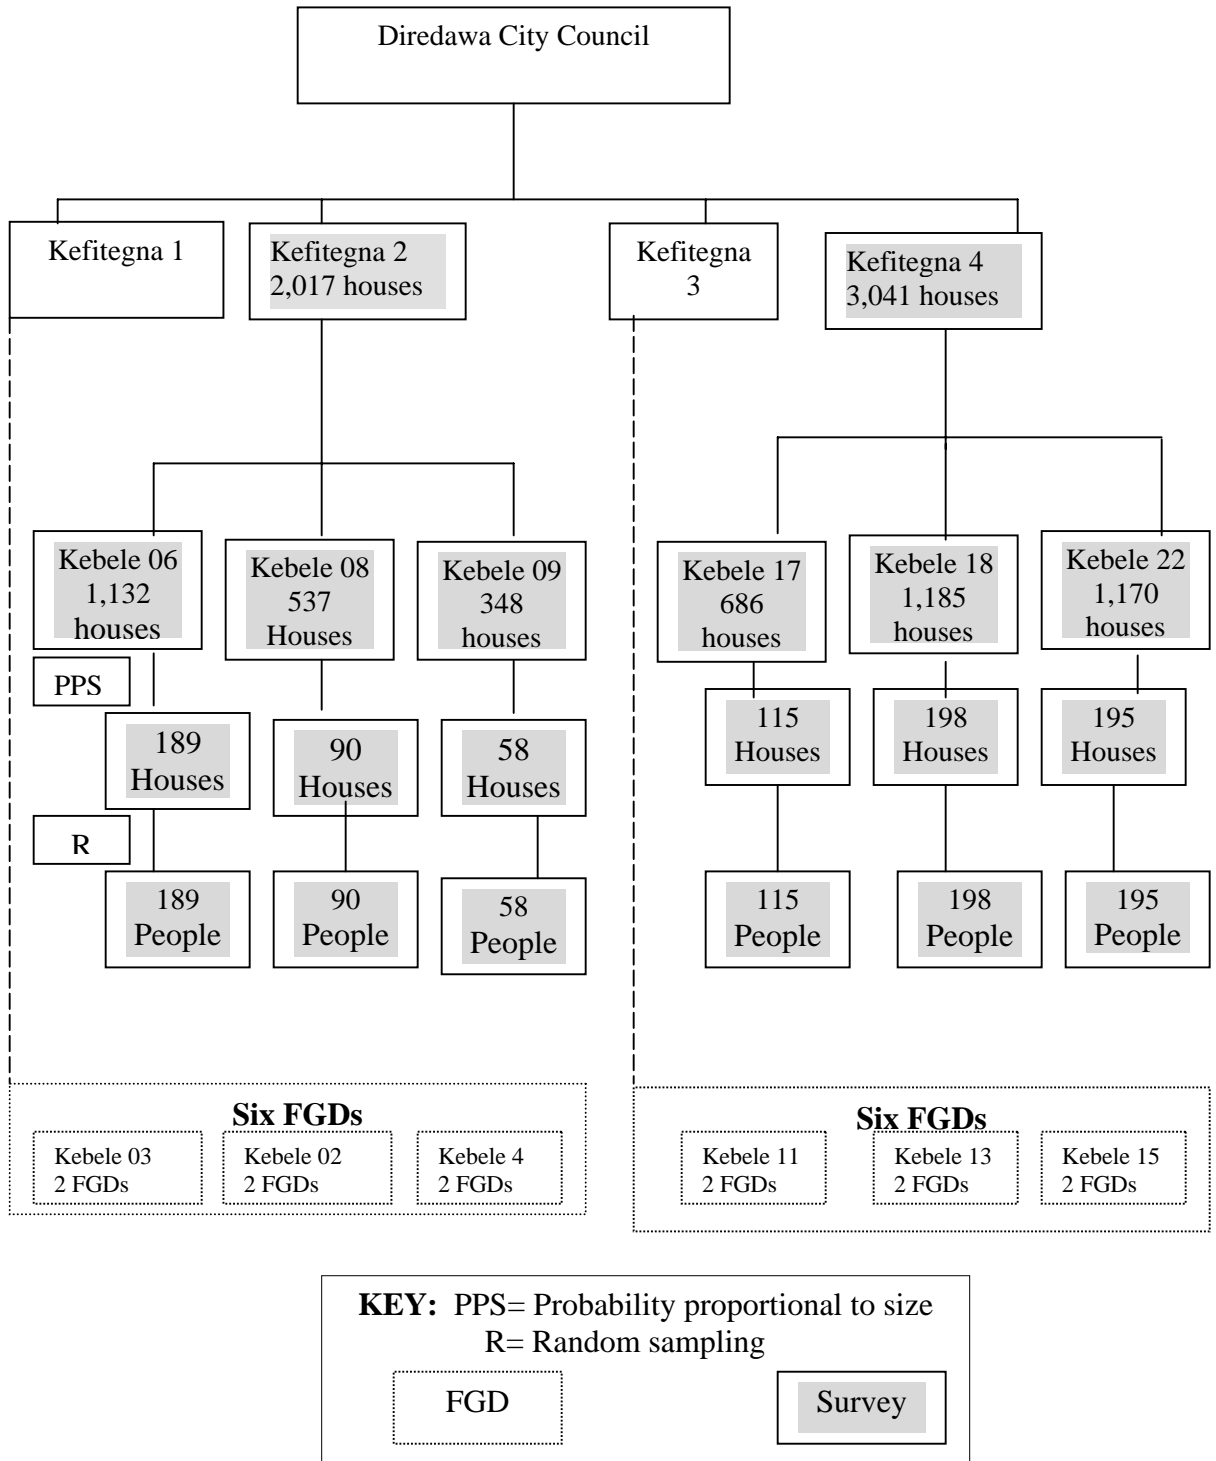 Diredawa City Council
Kefitegna 1
Kefitegna 2
2,017 houses
Kefitegna
3
Kefitegna 4
3,041 houses
Kebele 06
1,132
houses
Kebele 08
537
Houses
Kebele 09
348
houses
Kebele 17
686
houses
Kebele 18
1,185
houses
Kebele 22
1,170
houses
PPS
189
Houses
90
Houses
58
Houses
115
Houses
198
Houses
195
Houses
R
189
People
90
People
58
People
115
People
198
People
195
People
Six FGDs
Kebele 03
2 FGDs
Kebele 02
2 FGDs
Kebele 4
2 FGDs
Six FGDs
Kebele 11
2 FGDs
Kebele 13
2 FGDs
Kebele 15
2 FGDs
KEY: PPS= Probability proportional to size
R= Random sampling
FGD
Survey